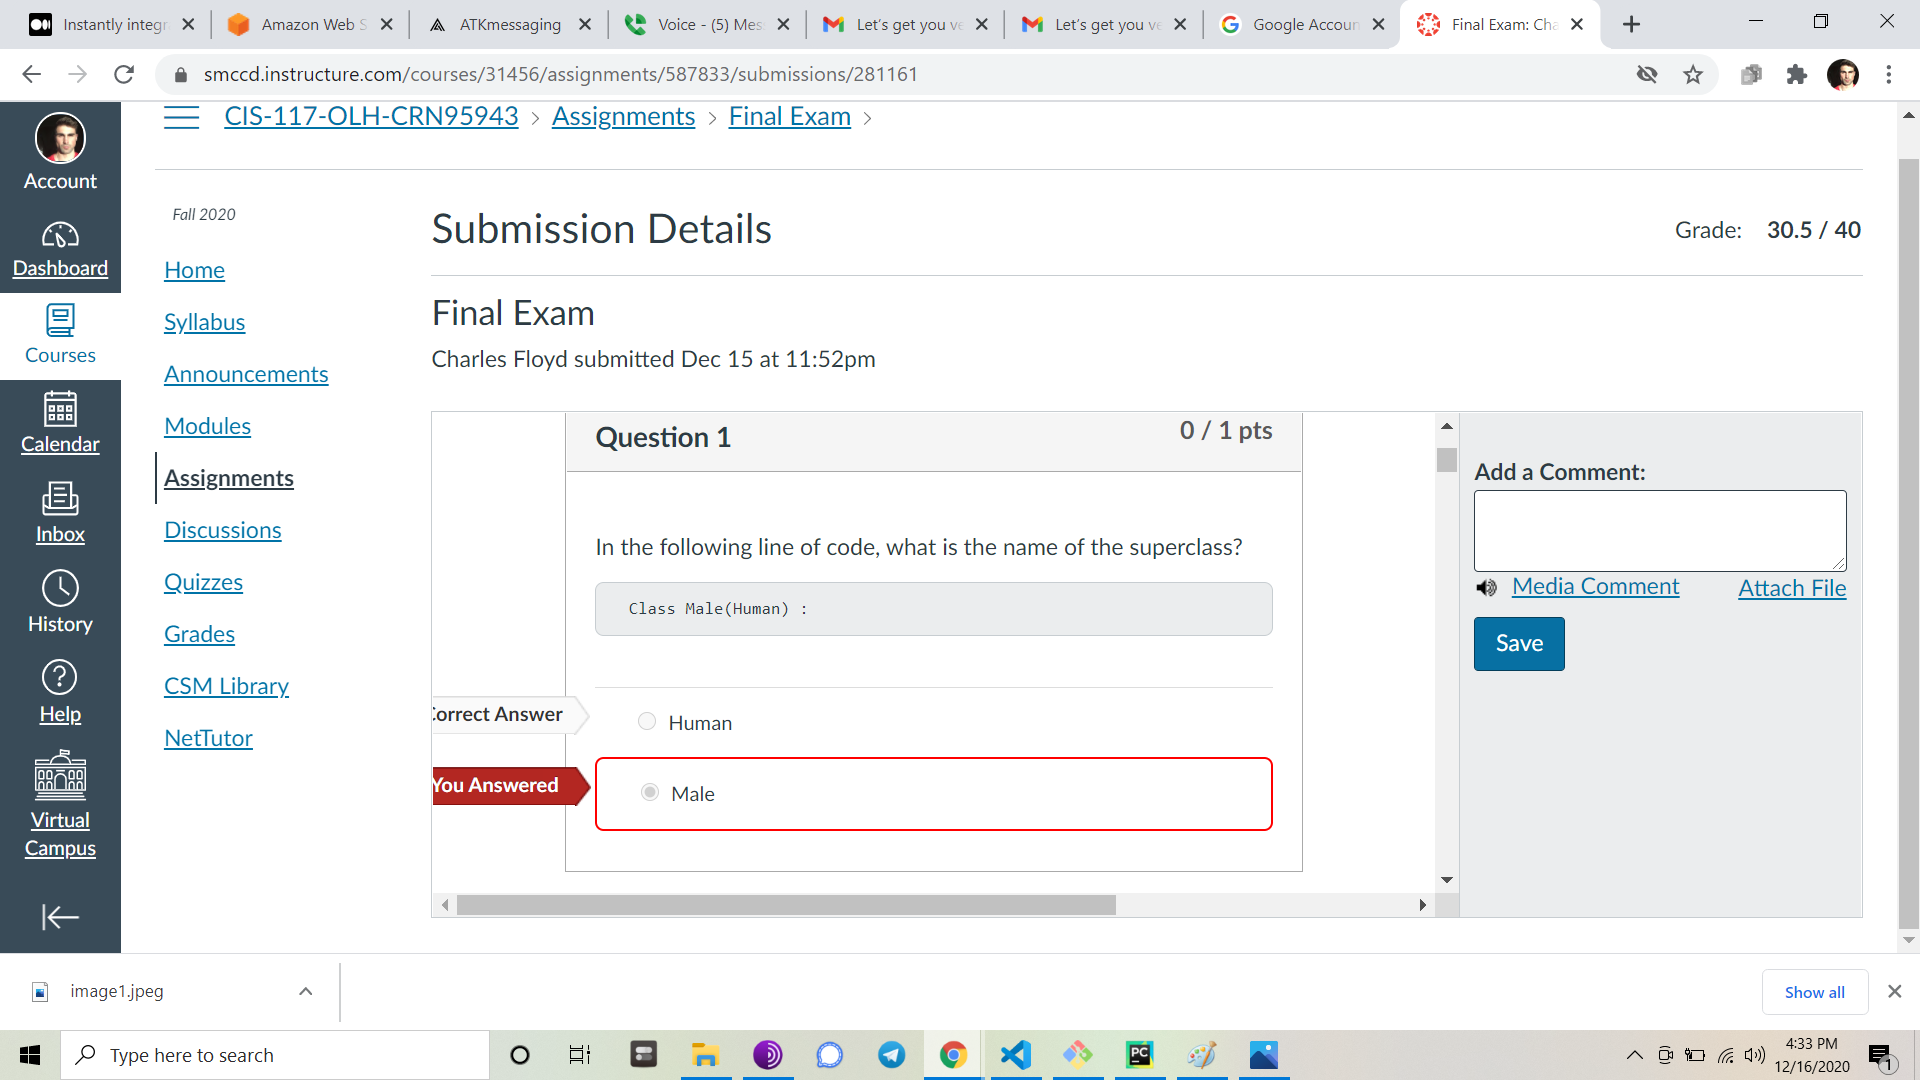 Instantly integr
Amazon Web S
ATKmessaging
Voice - (5) Mes
Let's get you ve
Let's get you ve
Google Accoun
Final Exam: Cha
smccd.instructure.com/courses/31456/assignments/587833/submissions/281161
CIS-117-OLH-CRN95943 > Assignments > Final Exam >
Account
Dashboard
Courses
Calendar
Inbox
History
Help
Virtual
Campus
Fall 2020
Home
Syllabus
Announcements
Modules
Assignments
Discussions
Quizzes
Grades
CSM Library
NetTutor
Submission Details
Grade: 30.5 / 40
Final Exam
Charles Floyd submitted Dec 15 at 11:52pm
Question 1
0 / 1 pts
In the following line of code, what is the name of the superclass?
Class Male(Human) :
orrect Answer
Human
You Answered
Male
Add a Comment:
Media Comment
Attach File
Save
image1.jpeg
Show all
Type here to search
PC
4:33 PM
12/16/2020
1